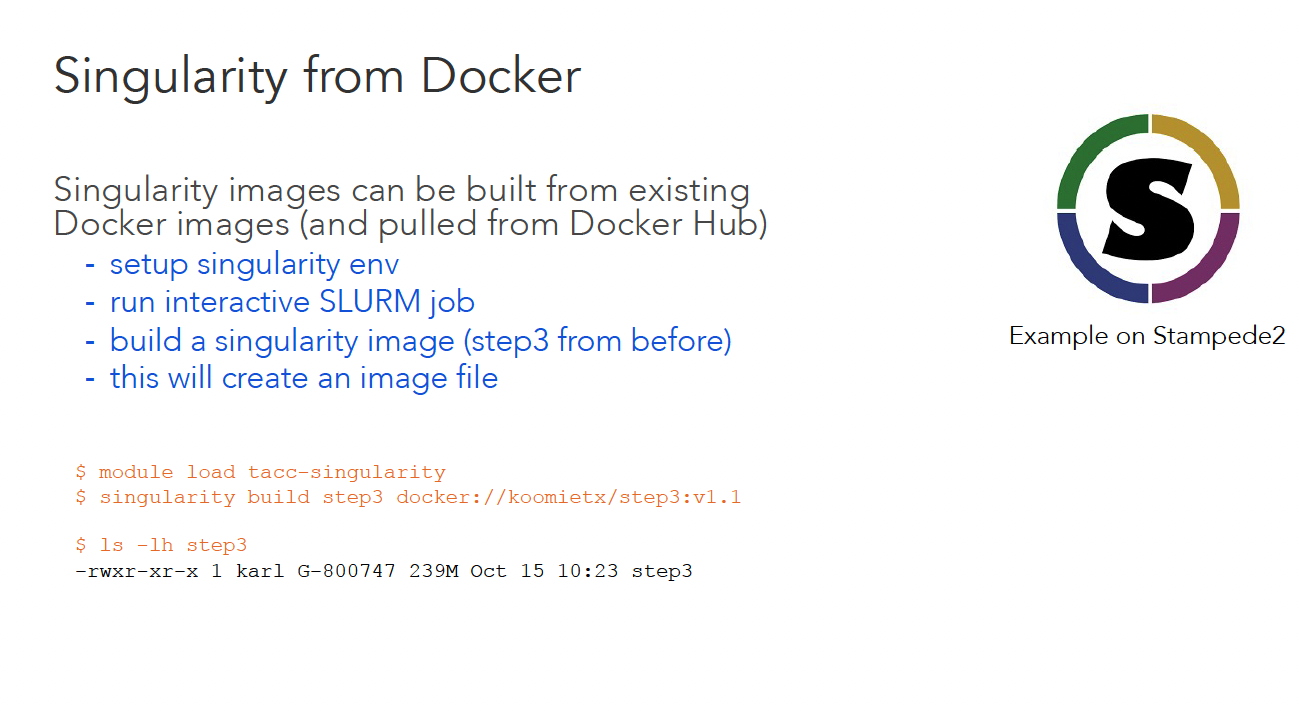 Singularity from Docker
Singularity images can be built from existing
Docker images (and pulled from Docker Hub)
- setup singularity env
- run interactive SLURM job
- build a singularity image (step3 from before)
- this will create an image file
S
Example on Stampede2
$ module load tacc-singularity
$ singularity build step3 docker://koomietx/step3:v1.1
$ ls -lh step3
-rwxr-xr-x 1 karl G-800747 239M Oct 15 10:23 step3